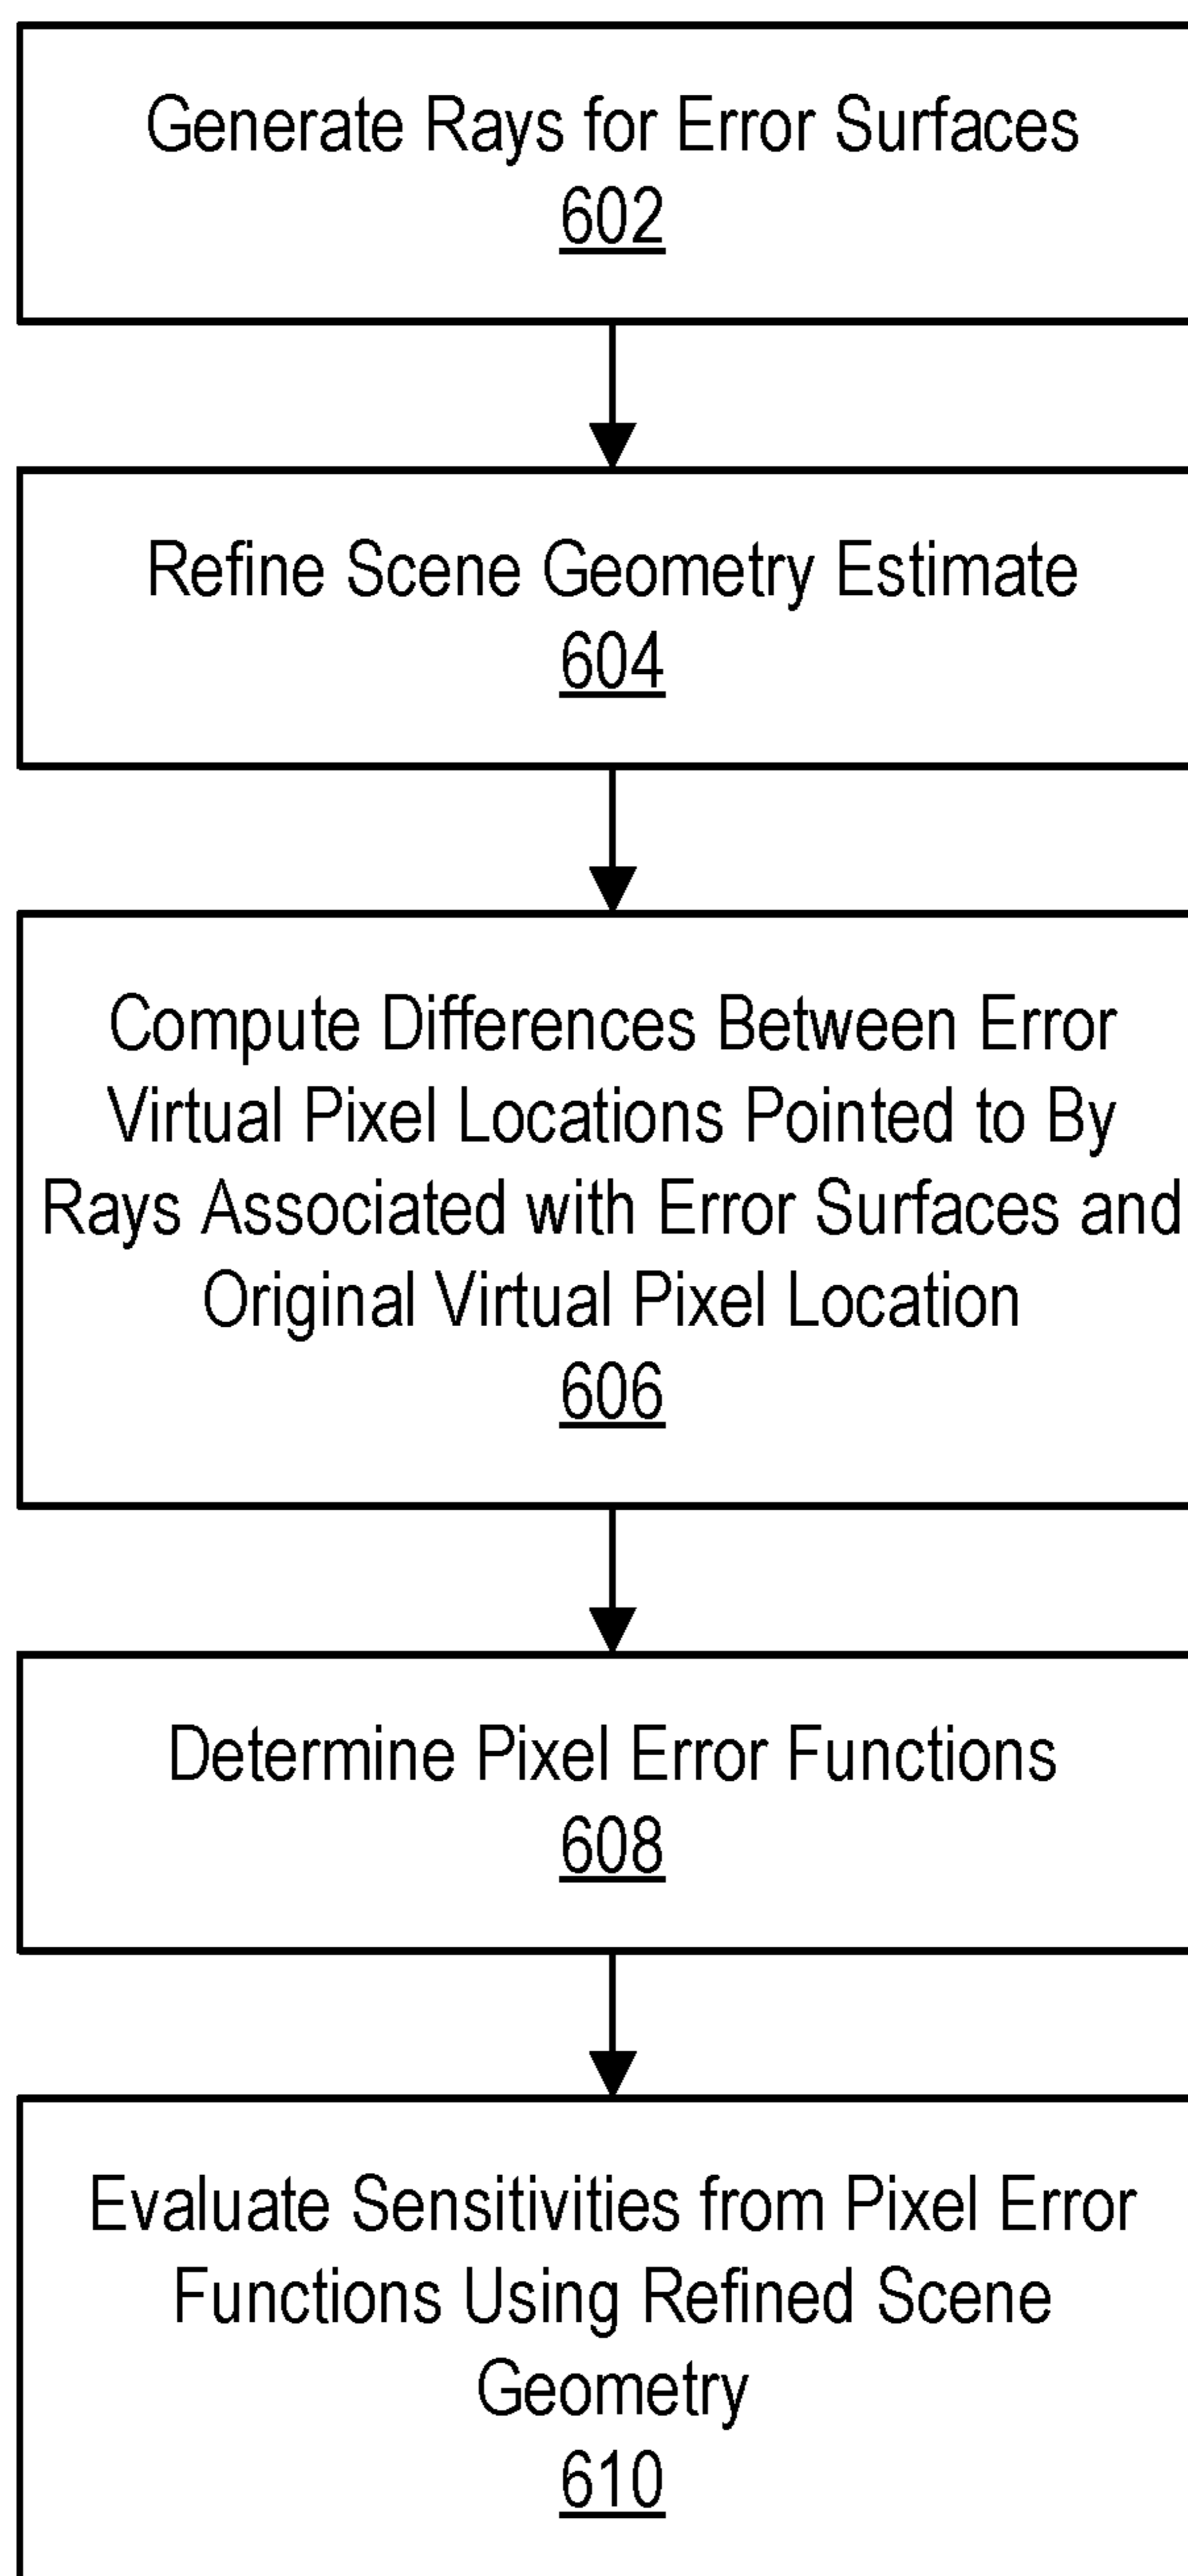 Generate Rays for Error Surfaces
602
Refine Scene Geometry Estimate
604
Compute Differences Between Error
Virtual Pixel Locations Pointed to By
Rays Associated with Error Surfaces and
Original Virtual Pixel Location
606
Determine Pixel Error Functions
608
Evaluate Sensitivities from Pixel Error
Functions Using Refined Scene
Geometry
610